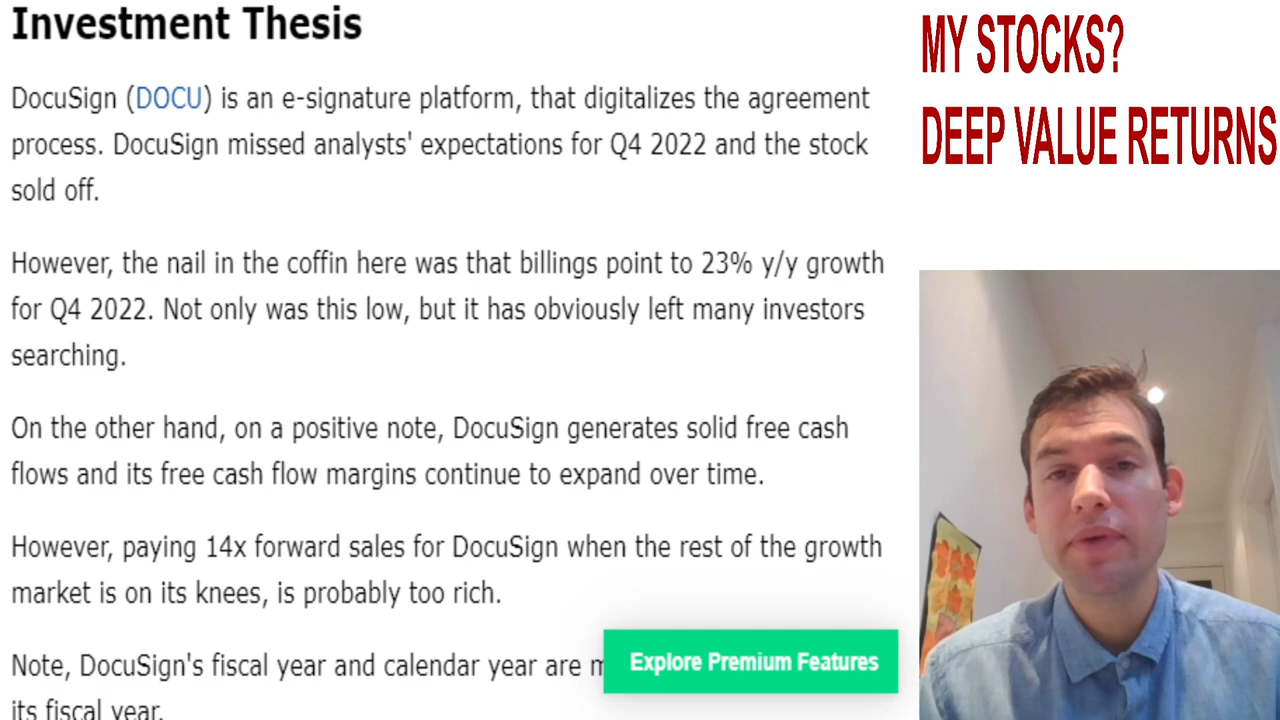 Investment Thesis
DocuSign (DOCU) is an e-signature platform, that digitalizes the agreement
process. DocuSign missed analysts' expectations for Q4 2022 and the stock
sold off.
However, the nail in the coffin here was that billings point to 23% y/y growth
for Q4 2022. Not only was this low, but it has obviously left many investors
searching.
On the other hand, on a positive note, DocuSign generates solid free cash
flows and its free cash flow margins continue to expand over time.
However, paying 14x forward sales for DocuSign when the rest of the growth
market is on its knees, is probably too rich.
Note, DocuSign's fiscal year and calendar year are
its fiscal year.
Explore Premium Features
MY STOCKS?
DEEP VALUE RETURNS